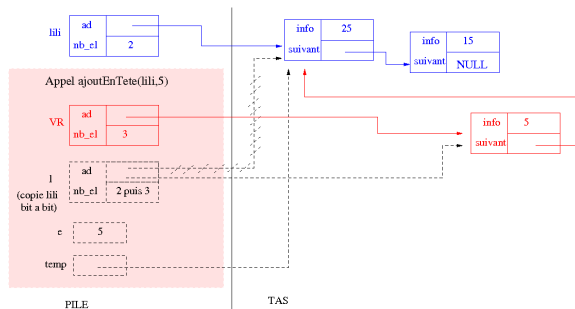 lili
ad
nb_el
2
info
25
suivant
info
15
suivant
NULL
Appel ajoutEnTete(lili,5)
VR
ad
nb_el
3
info
5
suivant
l
(copie lili
bit a bit)
ad
nb_el
2 puis 3
e
5
temp
PILE
TAS